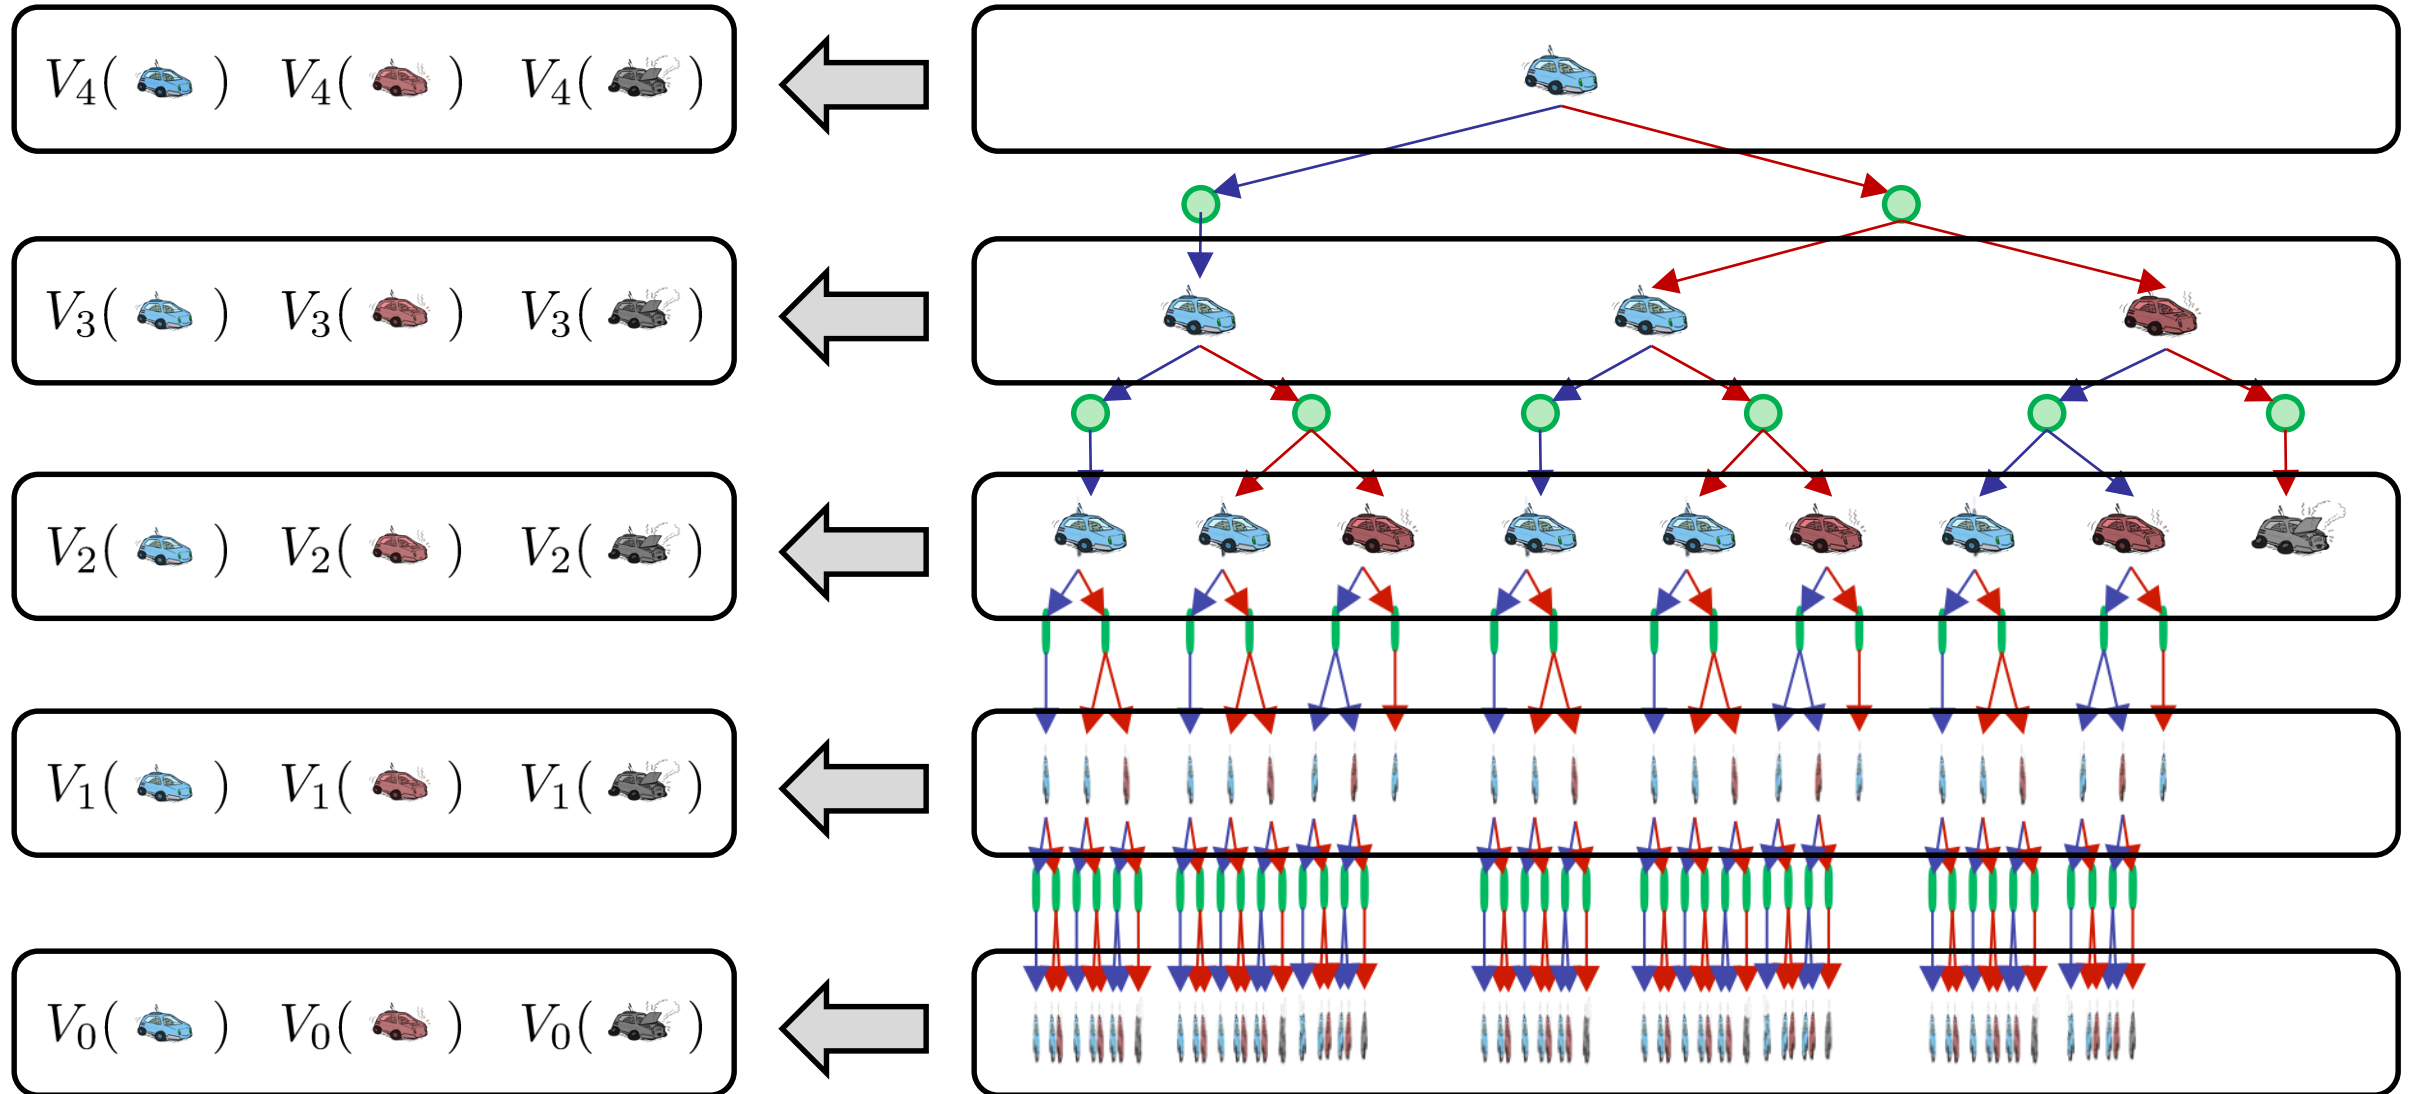 V₄( ) V₄( ) V₄( )
V₃( ) V₃( ) V₃( )
V₂( ) V₂( ) V₂( )
V₁( ) V₁( ) V₁( )
V₀( ) V₀( ) V₀( )